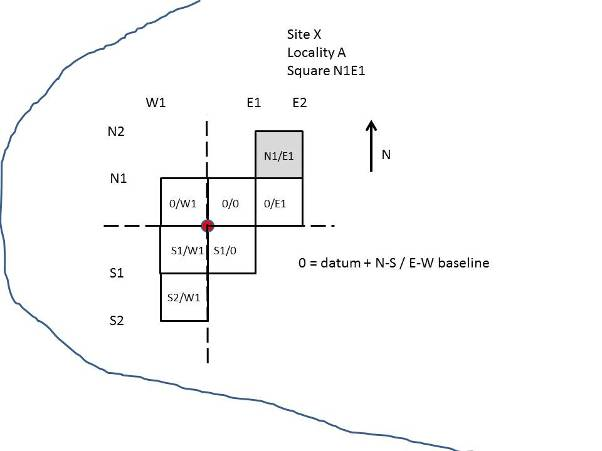 Site X
Locality A
Square N1E1
W1 E1 E2
N2
N1/E1
N
N1
0/W1 0/0 0/E1
S1/W1 S1/0
0 = datum + N-S / E-W baseline
S1
S2/W1
S2